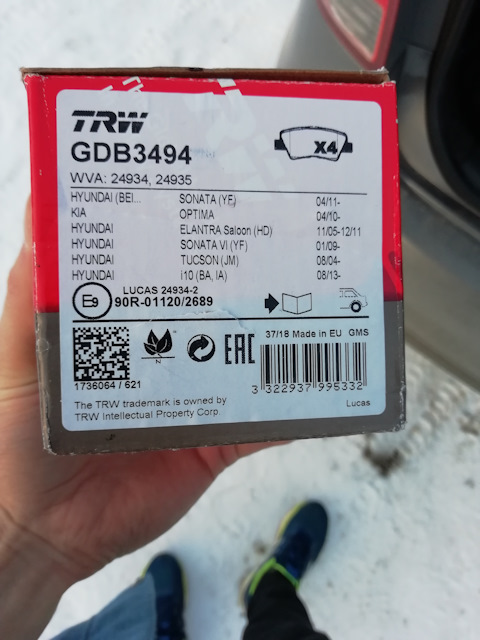 TRW
GDB3494
X4
WVA: 24934, 24935
HYUNDAI (BEI... SONATA (YF) 04/11-
KIA OPTIMA 04/10-
HYUNDAI ELANTRA Saloon (HD) 11/05-12/11
HYUNDAI SONATA VI (YF) 01/09-
HYUNDAI TUCSON (JM) 08/04-
HYUNDAI i10 (BA, IA) 08/13-
LUCAS 24934-2
E9 90R-01120/2689
37/18 Made in EU GMS
N
EAC
1736064 / 621
3 322937 995332
The TRW trademark is owned by
TRW Intellectual Property Corp.
Lucas